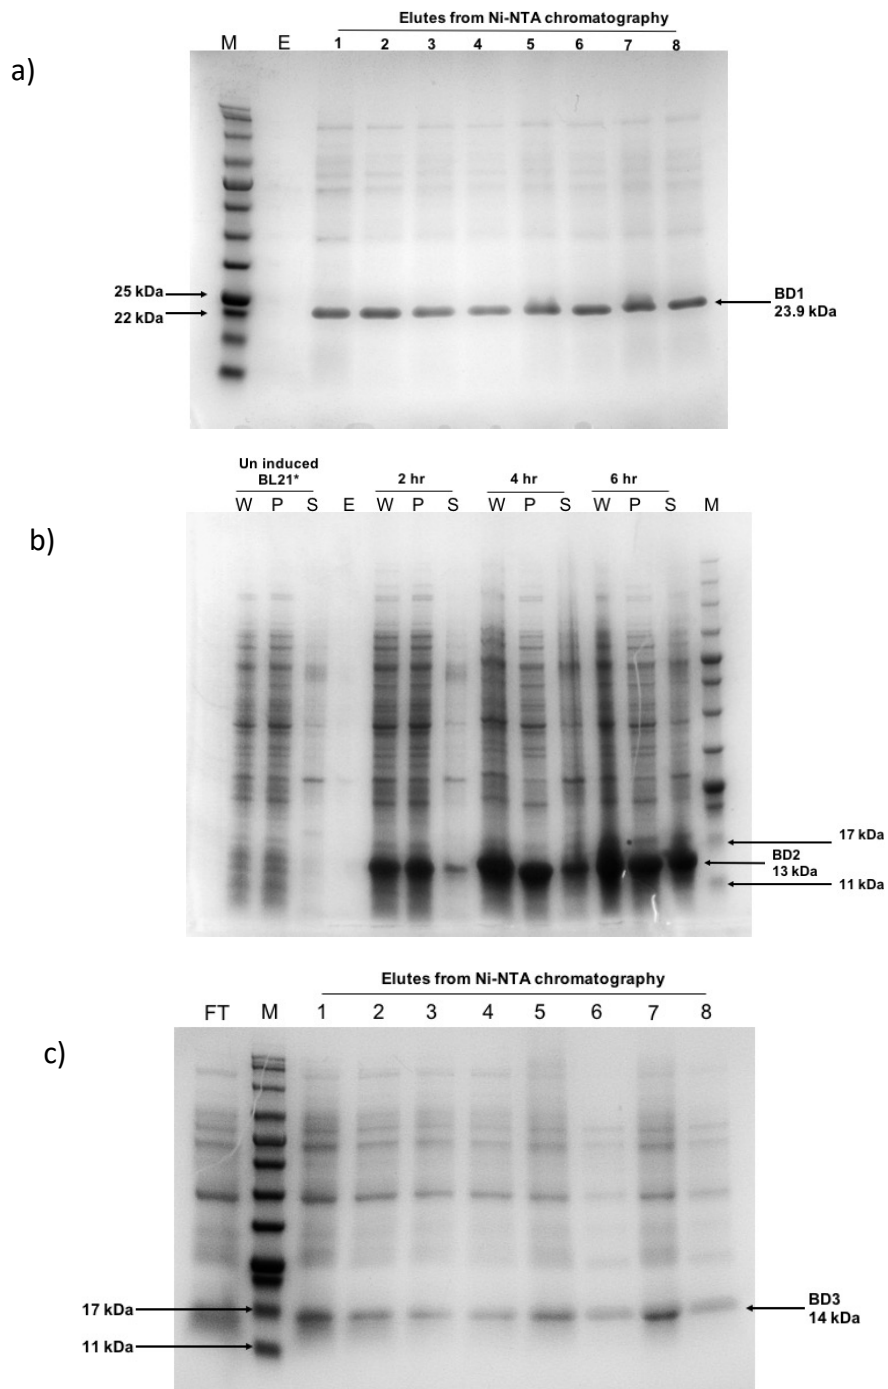 a)
Elutes from Ni-NTA chromatography
M E 1 2 3 4 5 6 7 8
25 kDa
22 kDa
BD1
23.9 kDa
b)
Un induced
BL21* 2 hr 4 hr 6 hr
W P S E W P S W P S W P S M
17 kDa
BD2
13 kDa
11 kDa
c)
Elutes from Ni-NTA chromatography
FT M 1 2 3 4 5 6 7 8
17 kDa
11 kDa
BD3
14 kDa